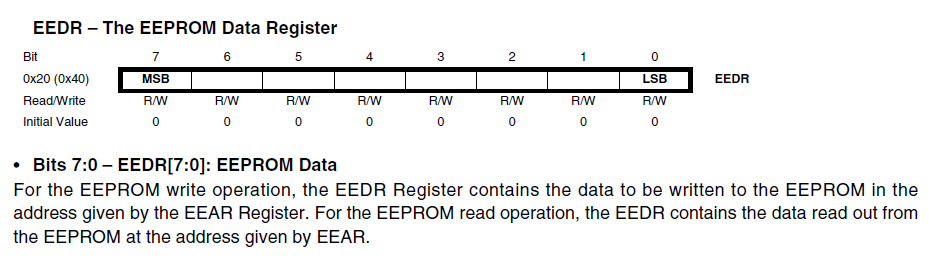 EEDR – The EEPROM Data Register
Bit 7 6 5 4 3 2 1 0
0x20 (0x40) MSB LSB EEDR
Read/Write R/W R/W R/W R/W R/W R/W R/W R/W
Initial Value 0 0 0 0 0 0 0 0
• Bits 7:0 – EEDR[7:0]: EEPROM Data
For the EEPROM write operation, the EEDR Register contains the data to be written to the EEPROM in the
address given by the EEAR Register. For the EEPROM read operation, the EEDR contains the data read out from
the EEPROM at the address given by EEAR.